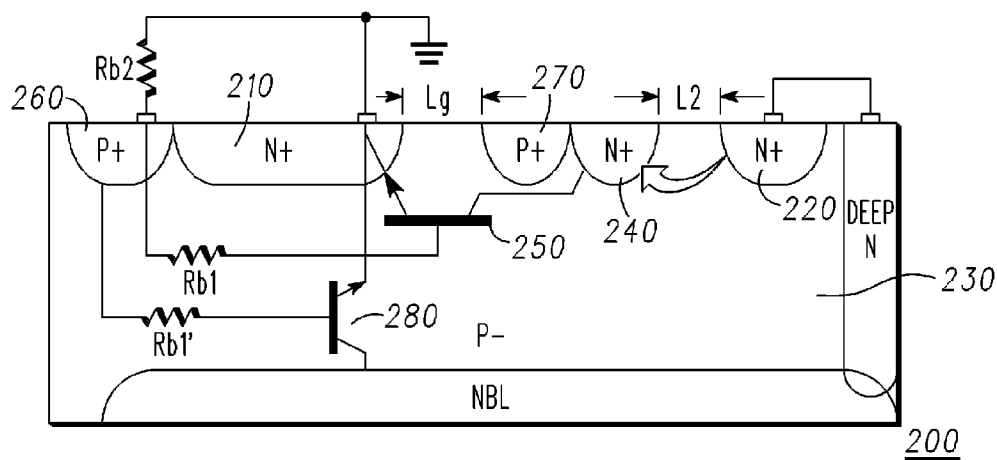 Rb2
260
210
Lg
270
L2
P+
N+
P+
N+
N+
250
240
220
DEEP
N
Rb1
230
280
Rb1'
P-
NBL
200